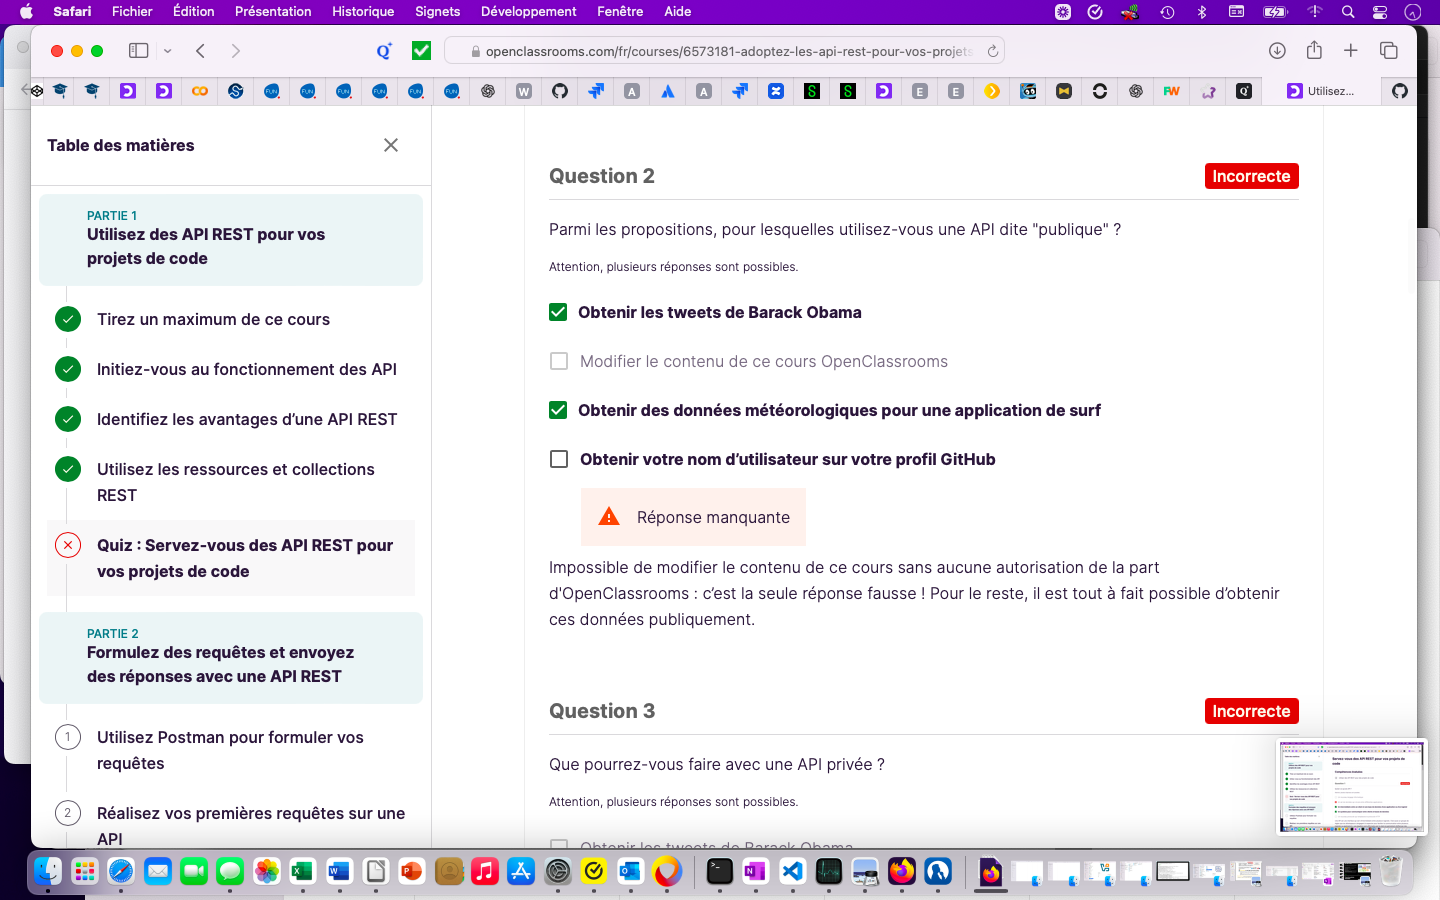 Safari Fichier Édition Présentation Historique Signets Développement Fenêtre Aide
openclassrooms.com/fr/courses/6573181-adoptez-les-api-rest-pour-vos-projets
Utilisez...
Table des matières
PARTIE 1
Utilisez des API REST pour vos
projets de code
Tirez un maximum de ce cours
Initiez-vous au fonctionnement des API
Identifiez les avantages d’une API REST
Utilisez les ressources et collections
REST
Quiz : Servez-vous des API REST pour
vos projets de code
PARTIE 2
Formulez des requêtes et envoyez
des réponses avec une API REST
1
Utilisez Postman pour formuler vos
requêtes
2
Réalisez vos premières requêtes sur une
API
Question 2
Incorrecte
Parmi les propositions, pour lesquelles utilisez-vous une API dite "publique" ?
Attention, plusieurs réponses sont possibles.
Obtenir les tweets de Barack Obama
Modifier le contenu de ce cours OpenClassrooms
Obtenir des données météorologiques pour une application de surf
Obtenir votre nom d’utilisateur sur votre profil GitHub
Réponse manquante
Impossible de modifier le contenu de ce cours sans aucune autorisation de la part
d'OpenClassrooms : c’est la seule réponse fausse ! Pour le reste, il est tout à fait possible d’obtenir
ces données publiquement.
Question 3
Incorrecte
Que pourrez-vous faire avec une API privée ?
Attention, plusieurs réponses sont possibles.
Obtenir les tweets de Barack Obama